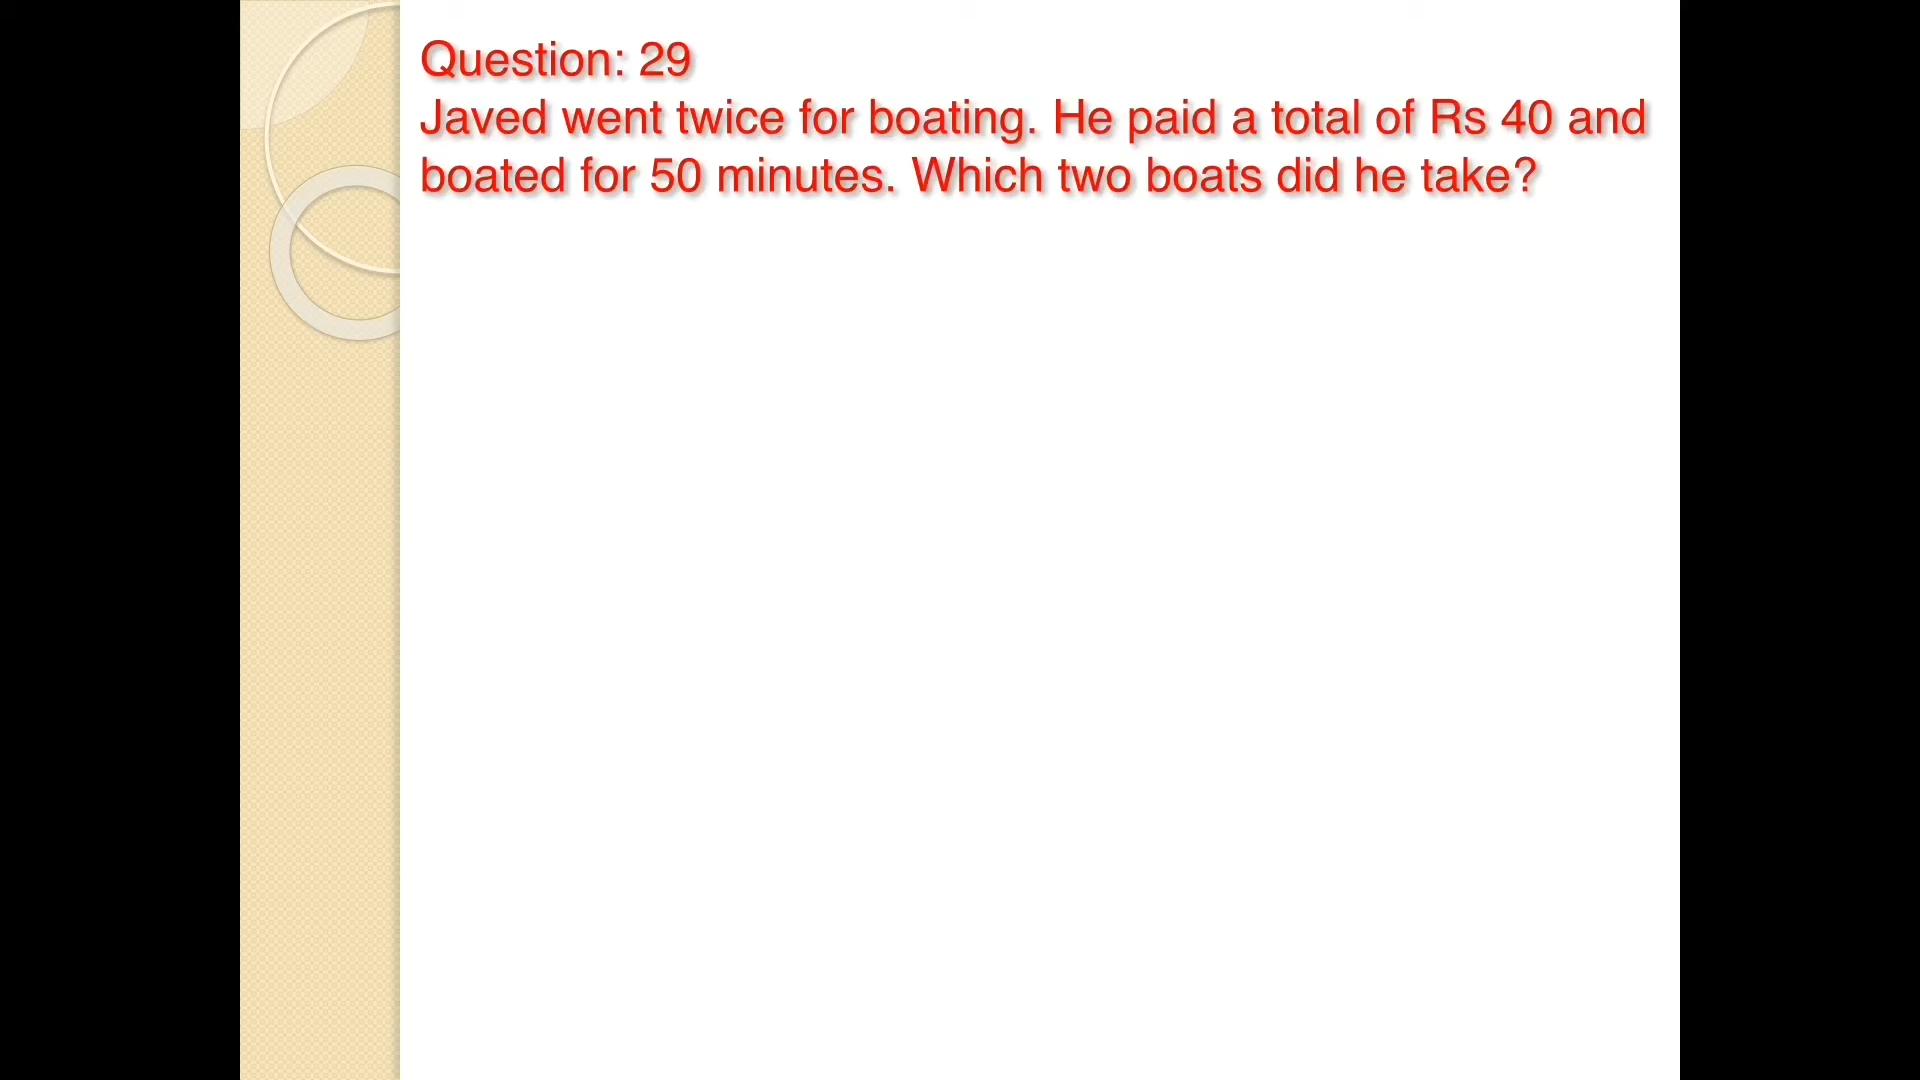 Question: 29
Javed went twice for boating. He paid a total of Rs 40 and
boated for 50 minutes. Which two boats did he take?